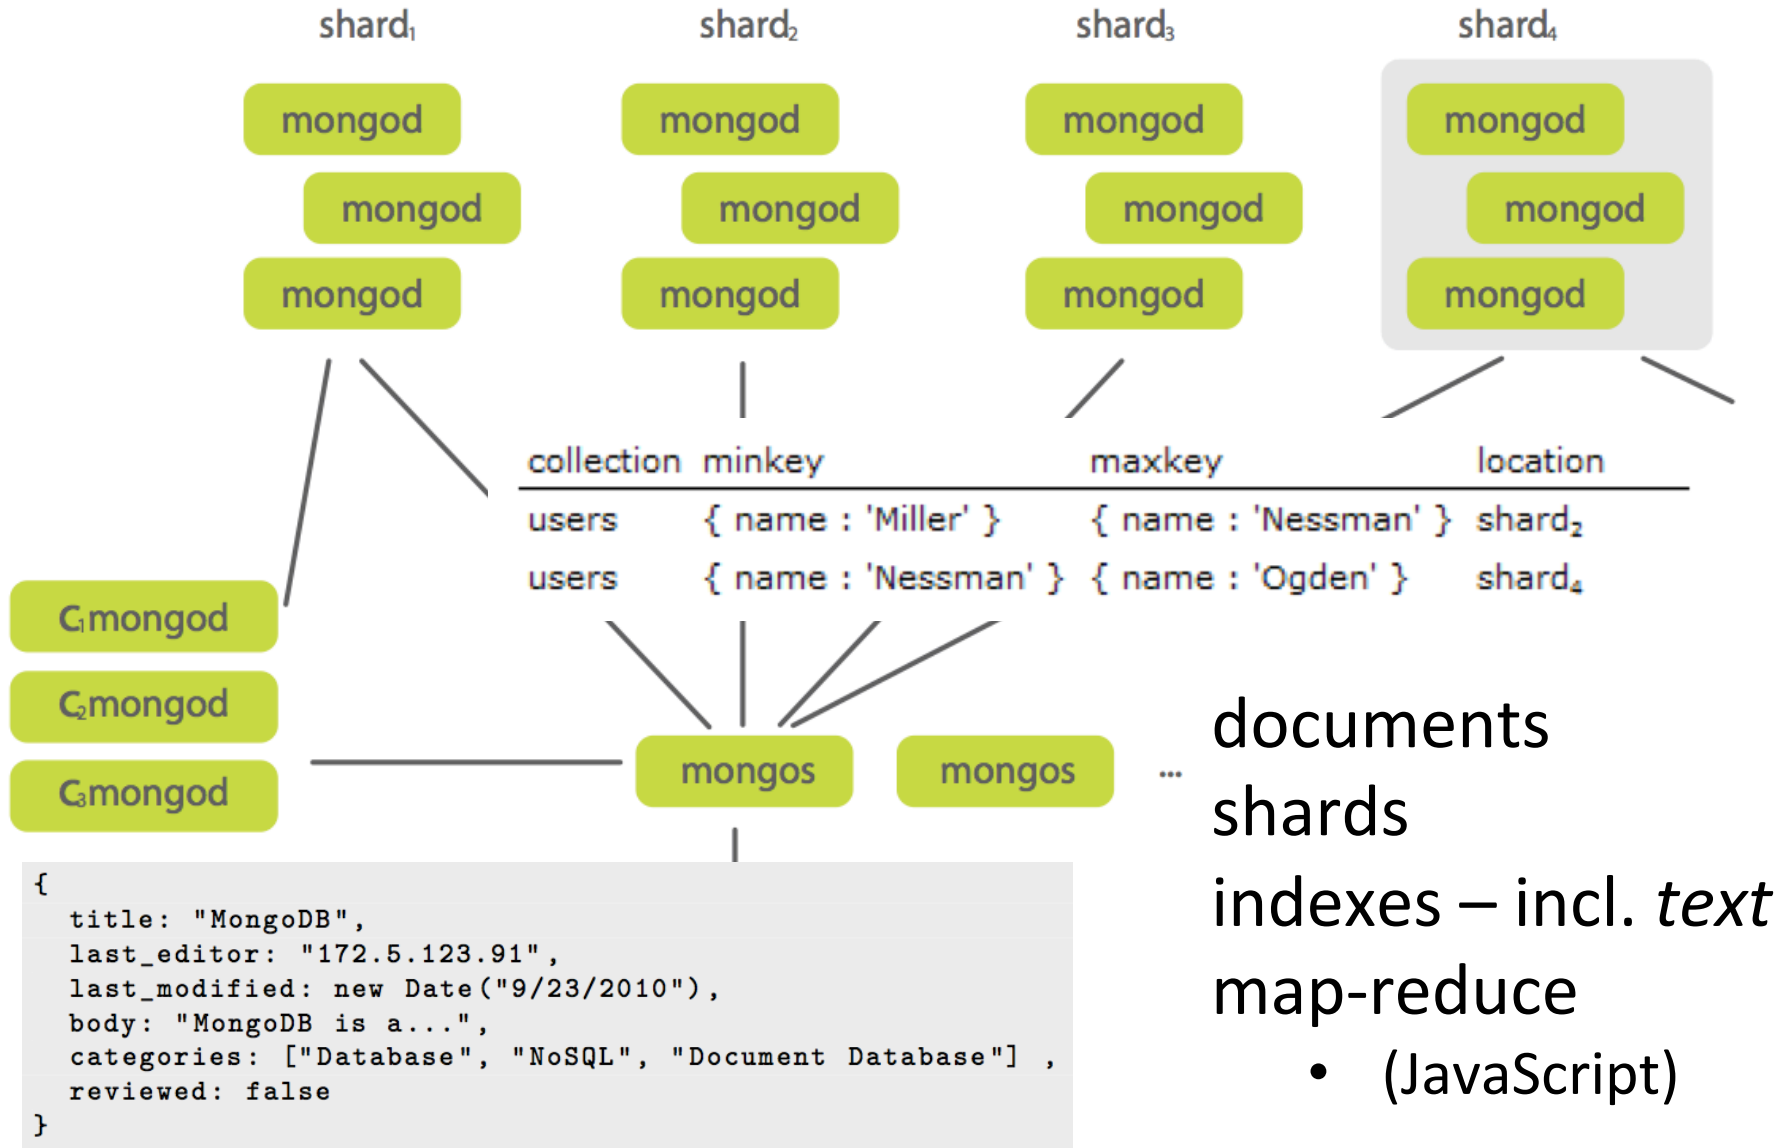 shard₁ shard₂ shard₃ shard₄
mongod mongod mongod mongod
mongod mongod mongod mongod
mongod mongod mongod mongod
collection minkey maxkey location
users { name : 'Miller' } { name : 'Nessman' } shard₂
users { name : 'Nessman' } { name : 'Ogden' } shard₄
C₁mongod
C₂mongod
C₃mongod
mongos mongos ...
documents
shards
indexes – incl. text
map-reduce
• (JavaScript)
{
title: "MongoDB",
last_editor: "172.5.123.91",
last_modified: new Date("9/23/2010"),
body: "MongoDB is a...",
categories: ["Database", "NoSQL", "Document Database"] ,
reviewed: false
}